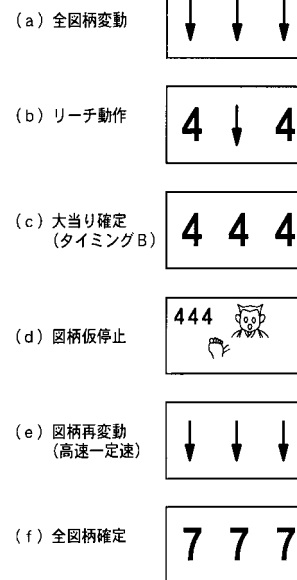 (a) 全図柄変動
(b) リーチ動作
4 4
(c) 大当り確定
(タイミングB)
4 4 4
(d) 図柄仮停止
444
(e) 図柄再変動
(高速一定速)
(f) 全図柄確定
7 7 7